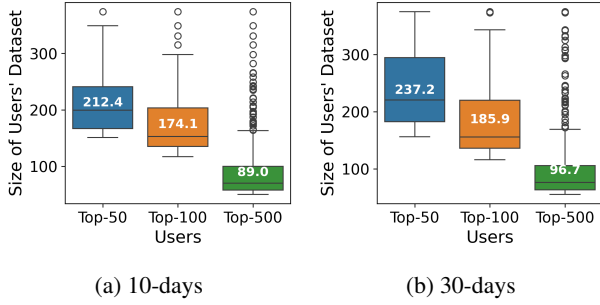 Size of Users' Dataset
300
200
100
212.4
174.1
89.0
Top-50 Top-100 Top-500
Users
(a) 10-days
Size of Users' Dataset
300
200
100
237.2
185.9
96.7
Top-50 Top-100 Top-500
Users
(b) 30-days